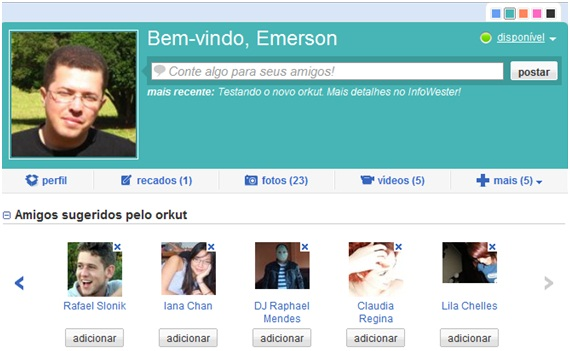 Bem-vindo, Emerson
disponível
Conte algo para seus amigos!
postar
mais recente: Testando o novo orkut. Mais detalhes no InfoWester!
perfil
recados (1)
fotos (23)
vídeos (5)
mais (5)
Amigos sugeridos pelo orkut
Rafael Slonik
Iana Chan
DJ Raphael
Mendes
Claudia
Regina
Lila Chelles
adicionar
adicionar
adicionar
adicionar
adicionar